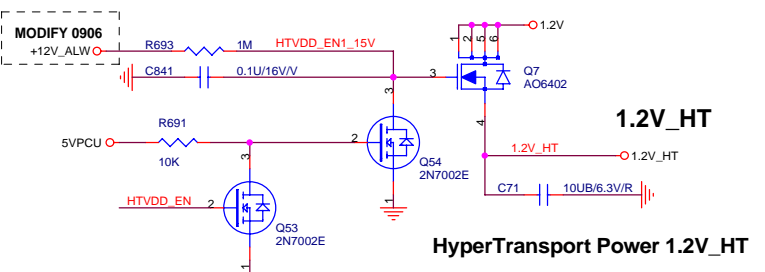 MODIFY 0906
+12V_ALW
R693
1M
HTVDD_EN1_15V
1.2V
1
2
5
6
C841
0.1U/16V/V
3
Q7
AO6402
4
3
1.2V_HT
R691
5VPCU
10K
2
Q54
2N7002E
1.2V_HT
1.2V_HT
3
1
C71
10UB/6.3V/R
HTVDD_EN
2
Q53
2N7002E
1
HyperTransport Power 1.2V_HT